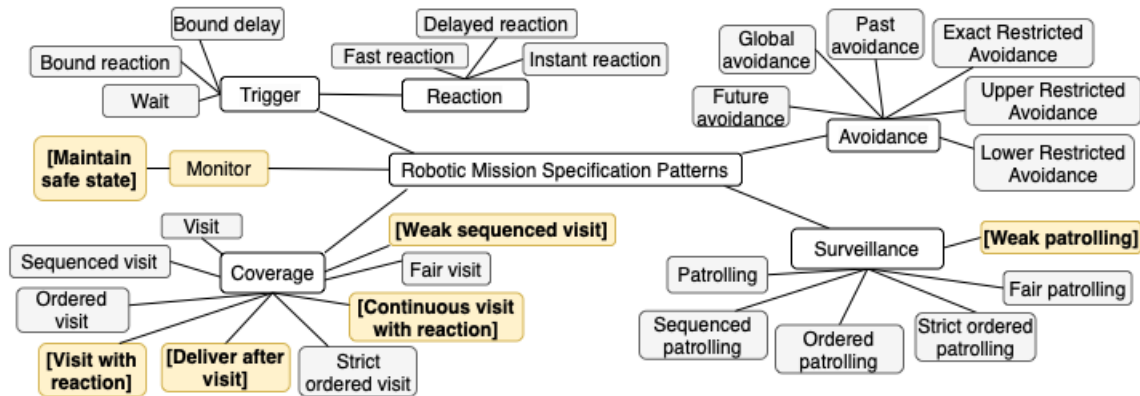 Bound delay
Bound reaction
Wait
Trigger
Delayed reaction
Fast reaction
Instant reaction
Reaction
Global
avoidance
Past
avoidance
Exact Restricted
Avoidance
Future
avoidance
Upper Restricted
Avoidance
Avoidance
Lower Restricted
Avoidance
[Maintain
safe state]
Monitor
Robotic Mission Specification Patterns
Visit
[Weak sequenced visit]
Sequenced visit
Coverage
Fair visit
Ordered
visit
[Continuous visit
with reaction]
[Visit with
reaction]
[Deliver after
visit]
Strict
ordered visit
Surveillance
[Weak patrolling]
Patrolling
Fair patrolling
Sequenced
patrolling
Ordered
patrolling
Strict ordered
patrolling